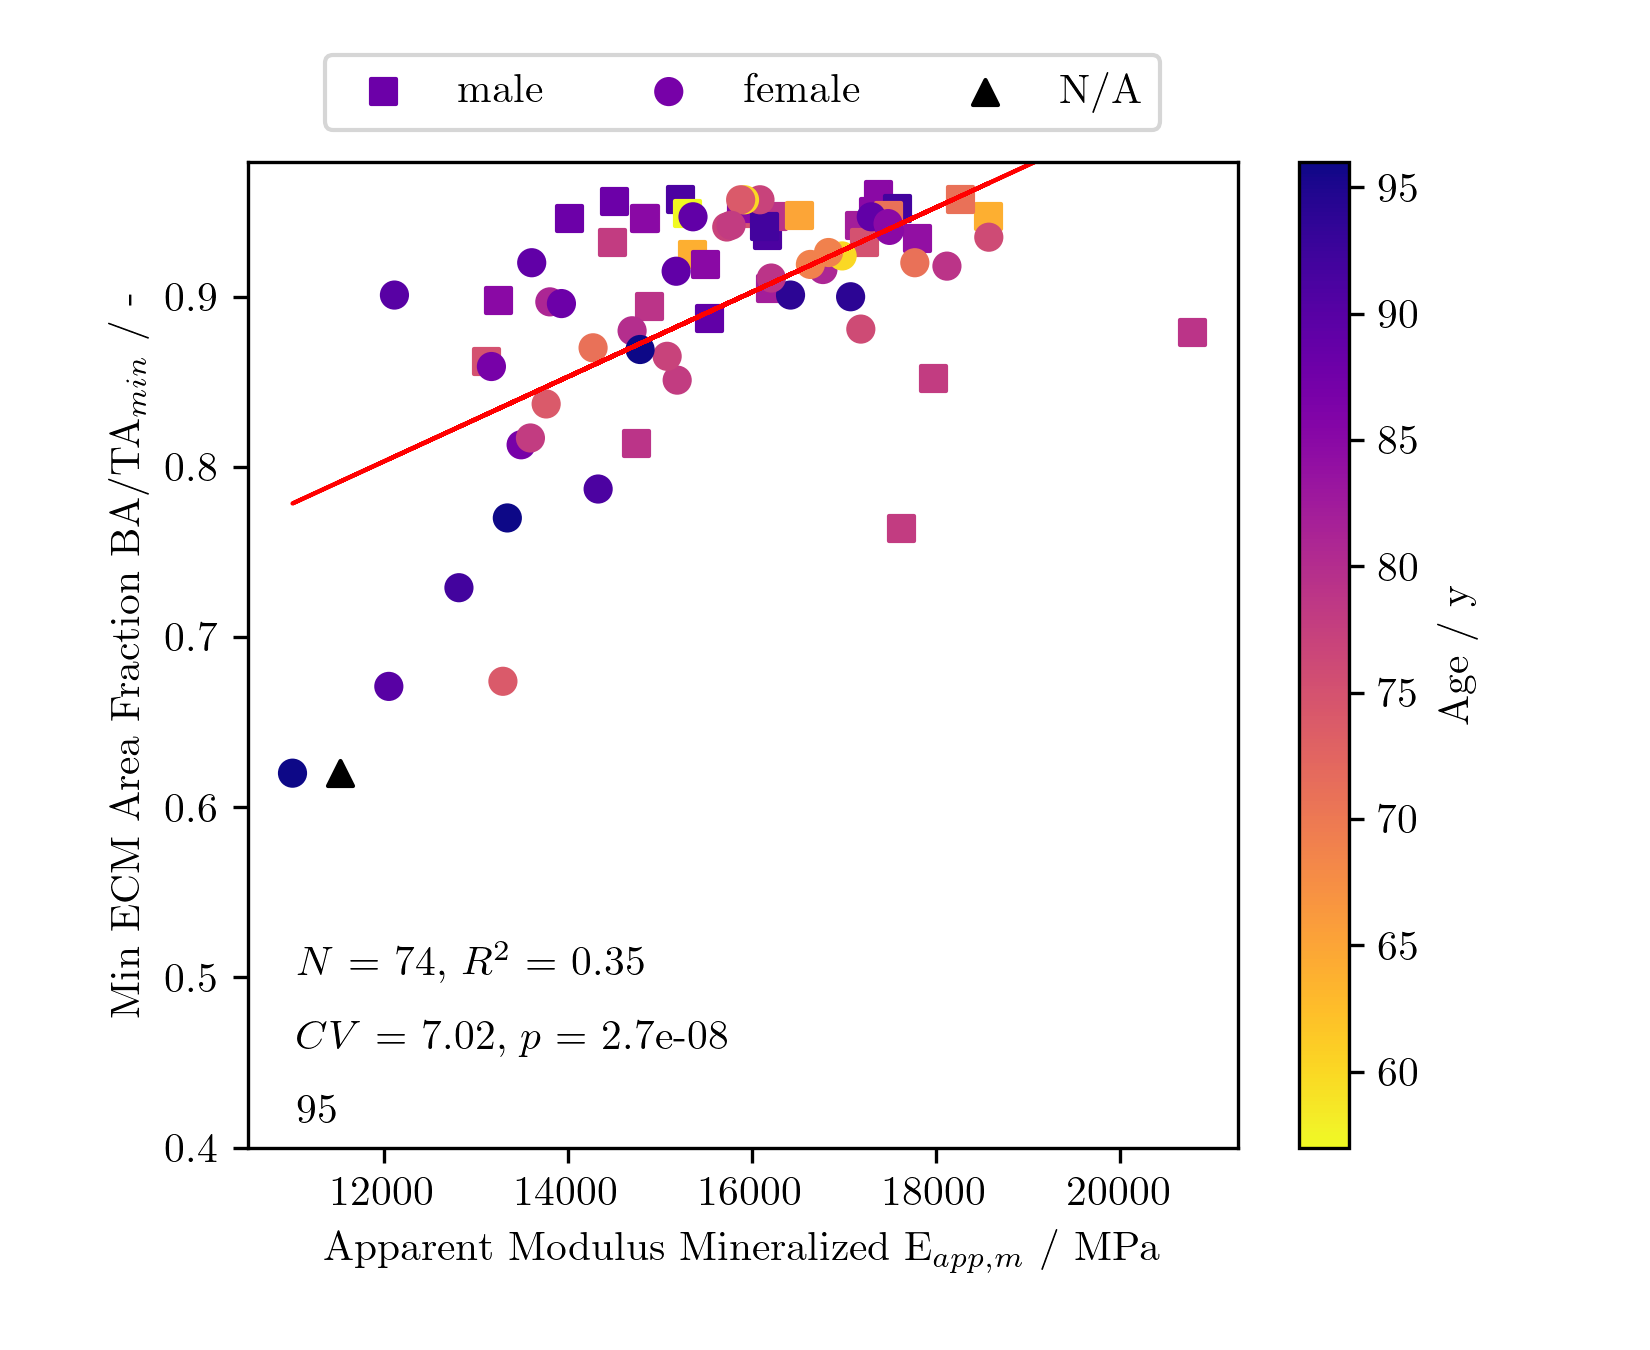 male female N/A
0.9
0.8
0.7
0.6
0.5
0.4
Min ECM Area Fraction BA/TA_min / -
N = 74, R² = 0.35
CV = 7.02, p = 2.7e-08
95
12000 14000 16000 18000 20000
Apparent Modulus Mineralized E_app,m / MPa
95
90
85
80
75
70
65
60
Age / y